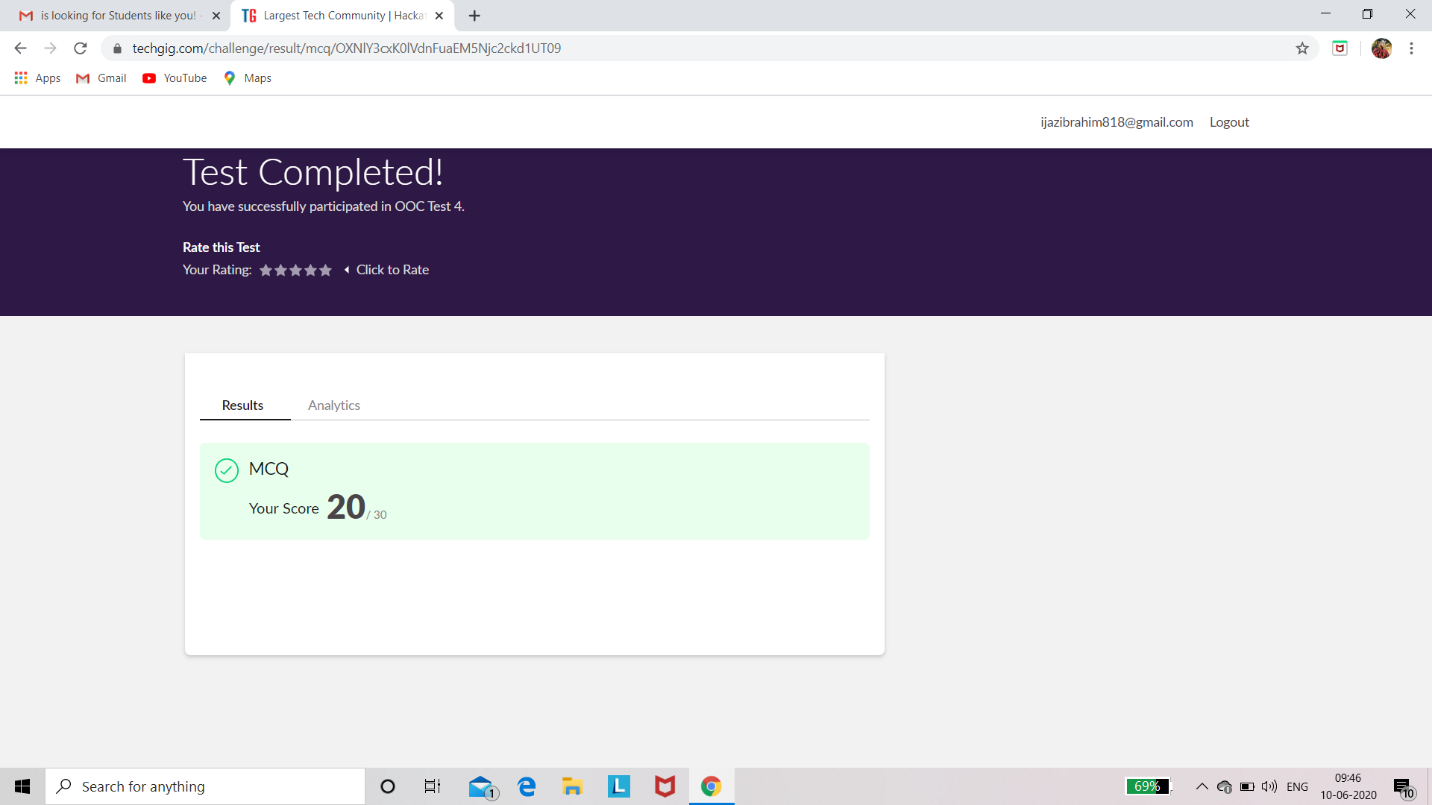 is looking for Students like you!
Largest Tech Community | Hacka
techgig.com/challenge/result/mcq/OXNlY3cxK0lVdnFuaEM5Njc2ckd1UT09
Apps Gmail YouTube Maps
ijazibrahim818@gmail.com Logout
Test Completed!
You have successfully participated in OOC Test 4.
Rate this Test
Your Rating: Click to Rate
Results Analytics
MCQ
Your Score 20 / 30
Search for anything
1
69%
ENG
09:46
10-06-2020
10